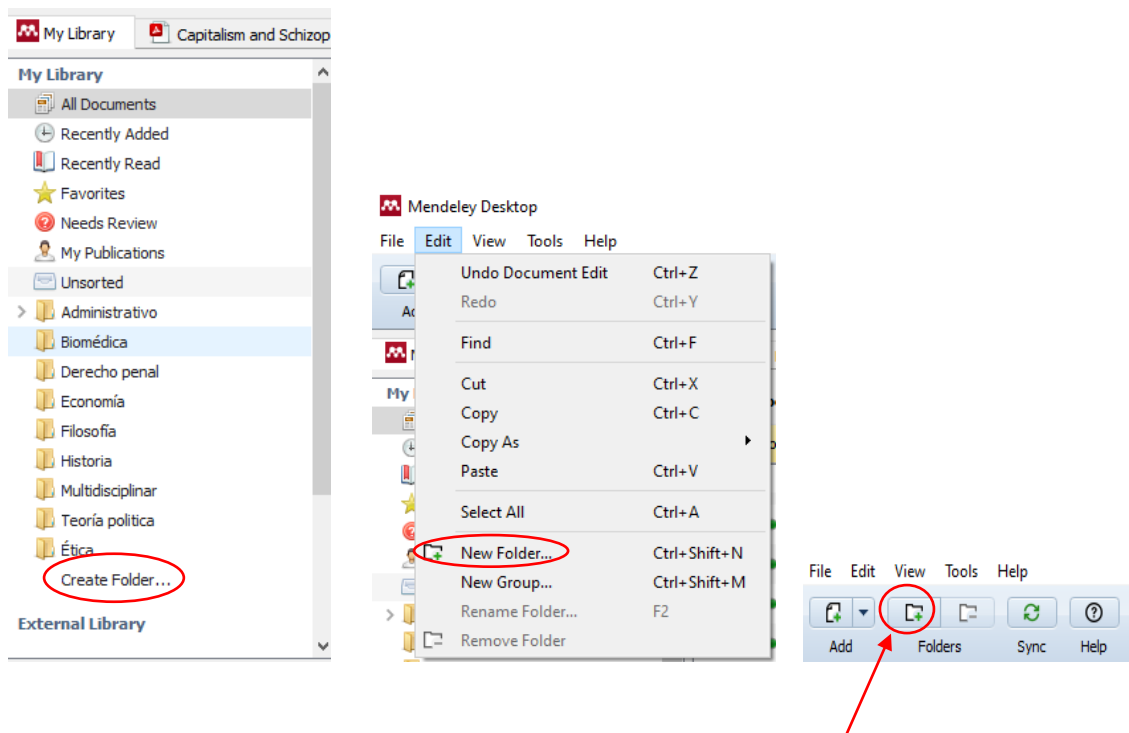 My Library
Capitalism and Schizop
My Library
All Documents
Recently Added
Recently Read
Favorites
Needs Review
My Publications
Unsorted
Administrativo
Biomédica
Derecho penal
Economía
Filosofía
Historia
Multidisciplinar
Teoría politica
Ética
Create Folder...
External Library
Mendeley Desktop
File Edit View Tools Help
Undo Document Edit Ctrl+Z
Redo Ctrl+Y
Find Ctrl+F
Cut Ctrl+X
Copy Ctrl+C
Copy As
Paste Ctrl+V
Select All Ctrl+A
New Folder... Ctrl+Shift+N
New Group... Ctrl+Shift+M
Rename Folder... F2
Remove Folder
My
File Edit View Tools Help
Add Folders Sync Help